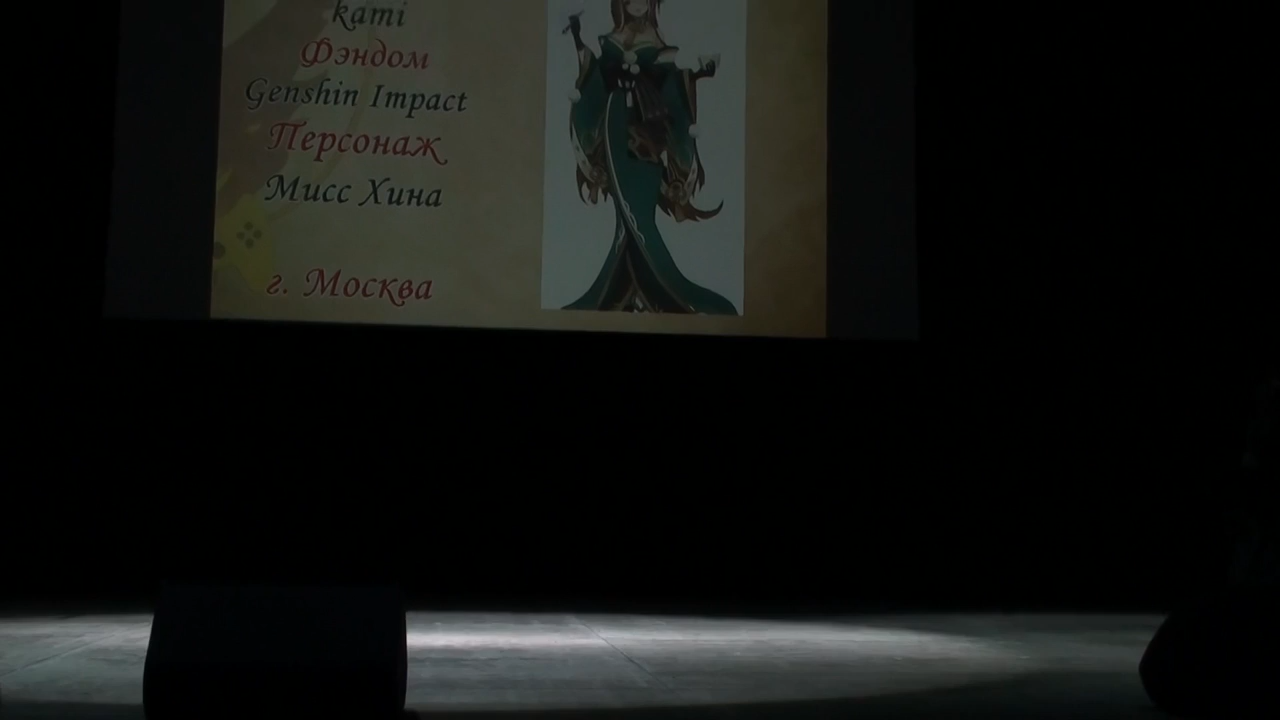 kami
Фэндом
Genshin Impact
Персонаж
Мисс Хина
г. Москва